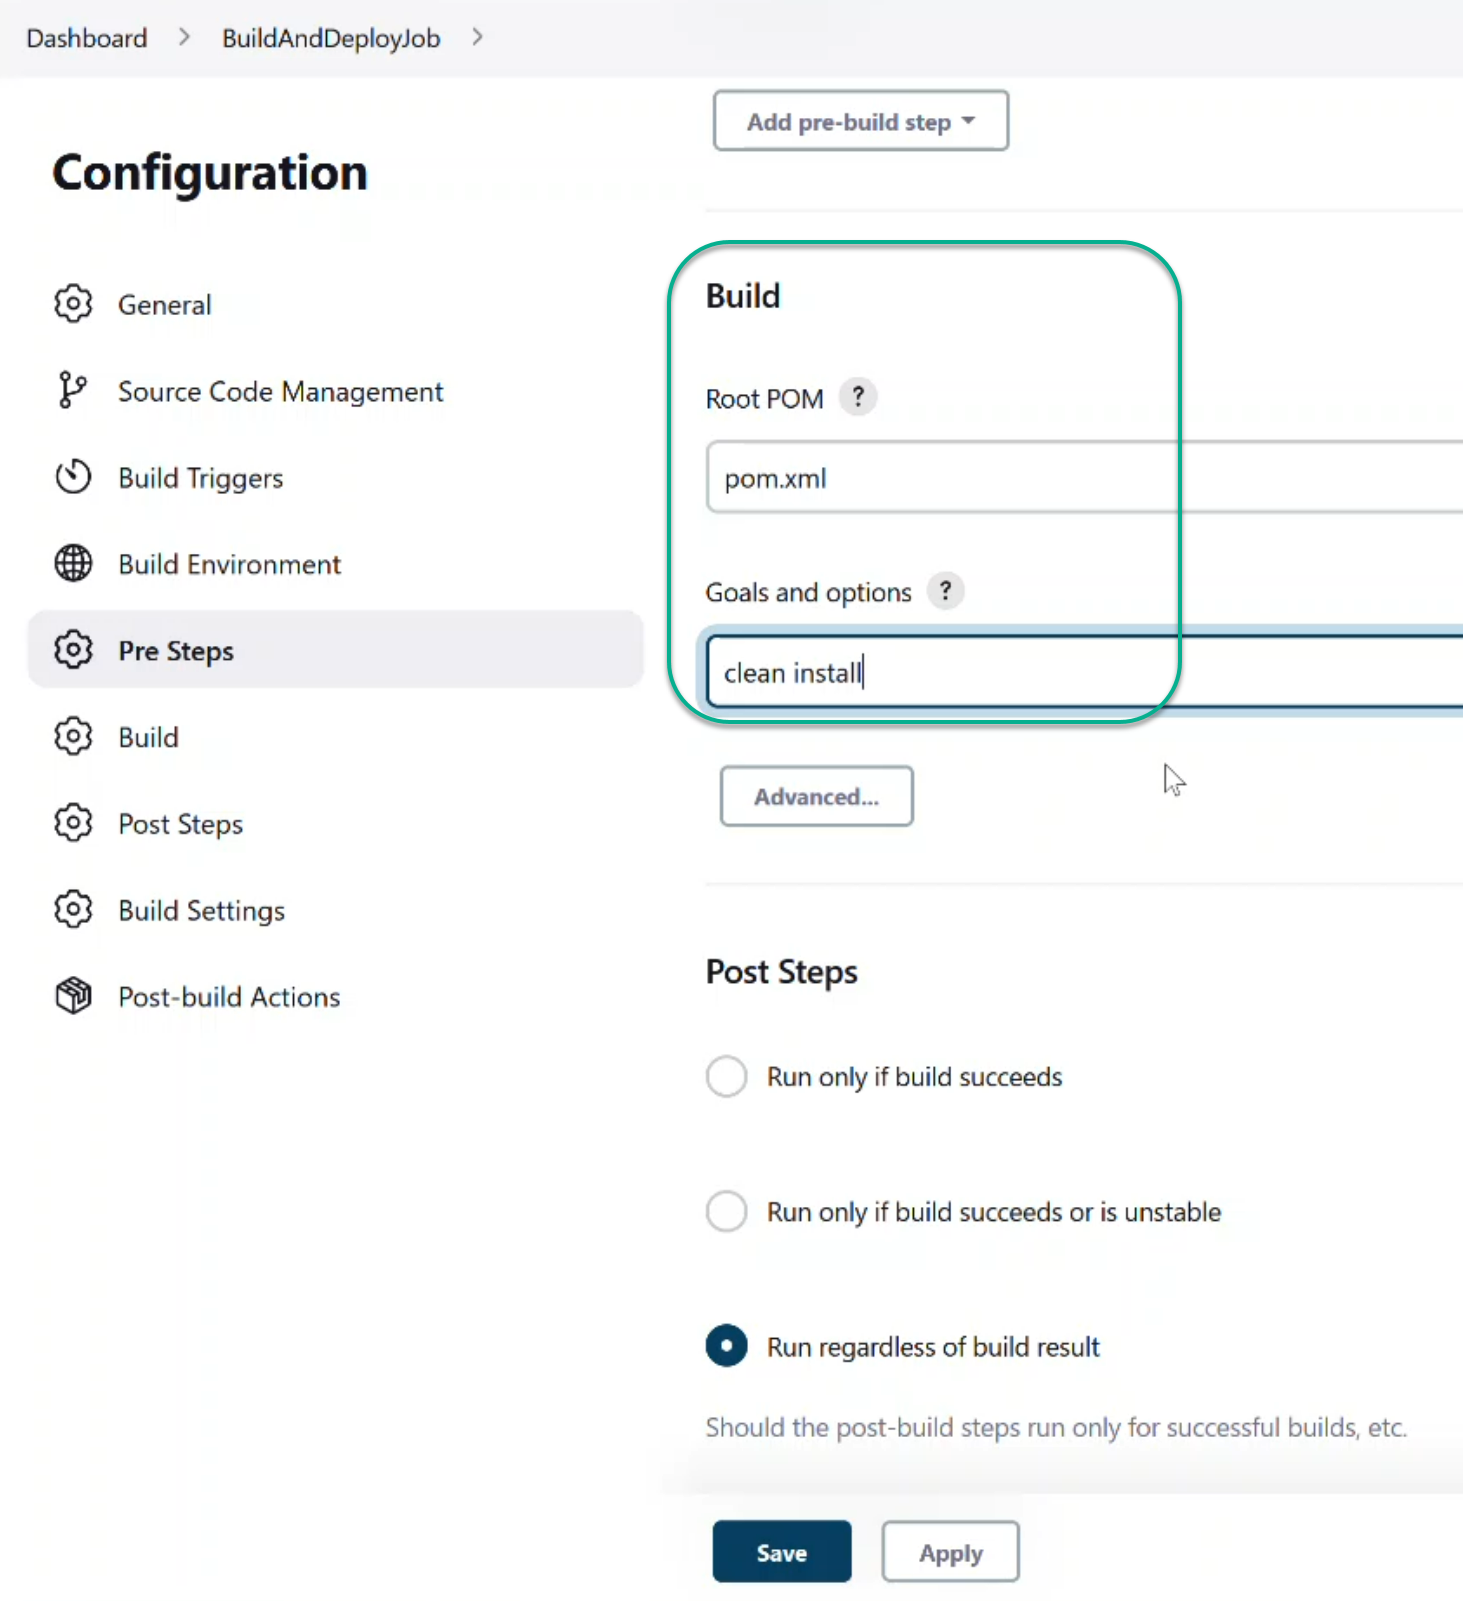 Dashboard > BuildAndDeployJob >
Configuration
General
Source Code Management
Build Triggers
Build Environment
Pre Steps
Build
Post Steps
Build Settings
Post-build Actions
Add pre-build step
Build
Root POM ?
pom.xml
Goals and options ?
clean install
Advanced...
Post Steps
Run only if build succeeds
Run only if build succeeds or is unstable
Run regardless of build result
Should the post-build steps run only for successful builds, etc.
Save Apply